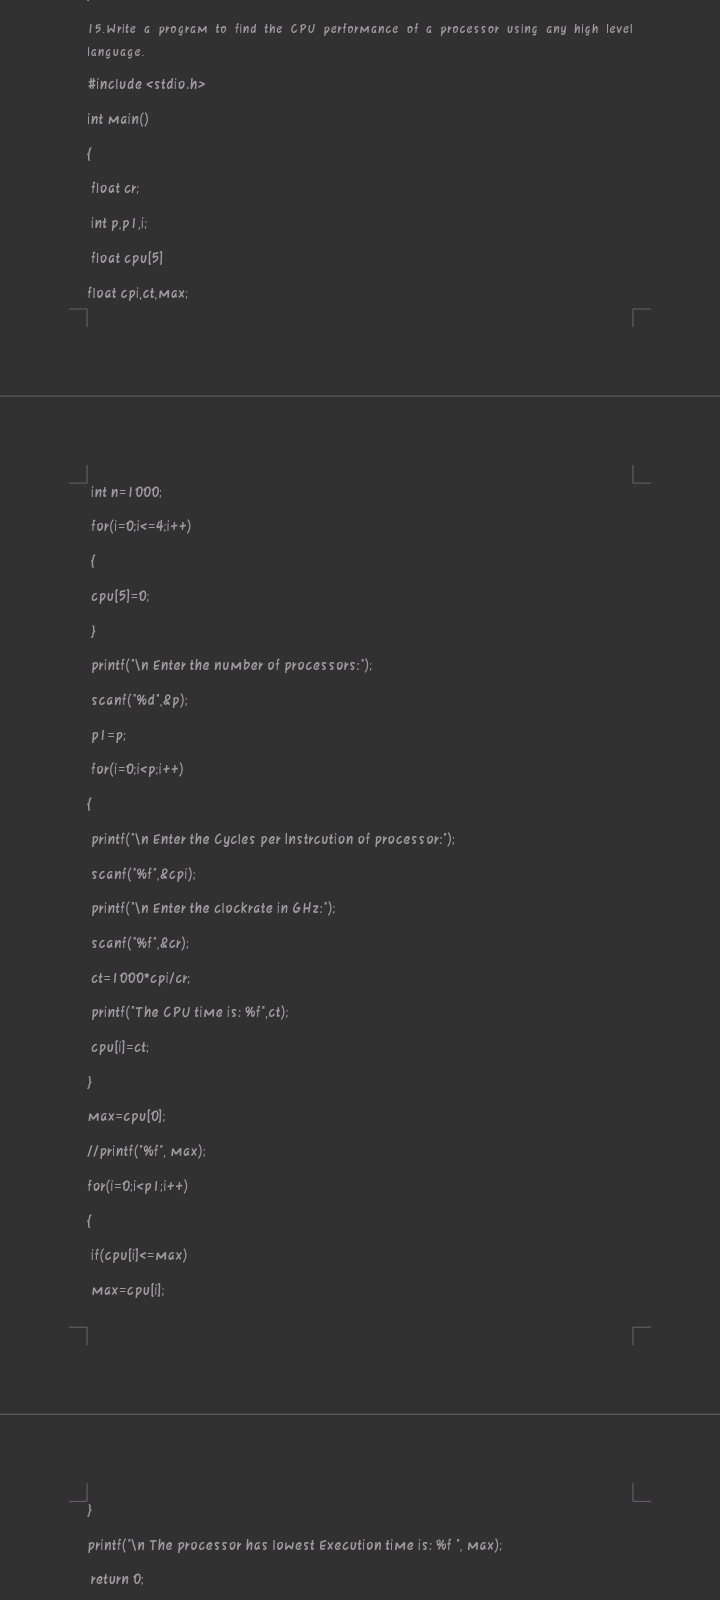 15.Write a program to find the CPU performance of a processor using any high level
language.
#include <stdio.h>
int main()
{
float cr;
int p,p1,i;
float cpu[5]
float cpi,ct,max;
int n=1000;
for(i=0;i<=4;i++)
{
cpu[5]=0;
}
printf("\n Enter the number of processors:");
scanf("%d",&p);
p1=p;
for(i=0;i<p;i++)
{
printf("\n Enter the Cycles per Instrcution of processor:");
scanf("%f",&cpi);
printf("\n Enter the clockrate in GHz:");
scanf("%f",&cr);
ct=1000*cpi/cr;
printf("The CPU time is: %f",ct);
cpu[i]=ct;
}
max=cpu[0];
//printf("%f", max);
for(i=0;i<p1;i++)
{
if(cpu[i]<=max)
max=cpu[i];
}
printf("\n The processor has lowest Execution time is: %f ", max);
return 0;